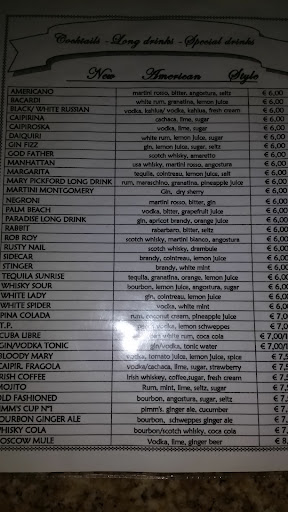 Cocktails - Long drinks - Special drinks
New American Style
AMERICANO martini rosso, bitter, angostura, seltz € 6,00
BACARDI white rum, granatina, lemon juice € 6,00
BLACK/ WHITE RUSSIAN vodka, kahlua/ vodka, kahlua, fresh cream € 6,00
CAIPIRINA cachaca, lime, sugar € 6,00
CAIPIROSKA vodka, lime, sugar € 6,00
DAIQUIRI white rum, lemon juice, sugar € 6,00
GIN FIZZ gin, lemon juice, sugar, seltz € 6,00
GOD FATHER scotch whisky, amaretto € 6,00
MANHATTAN usa whisky, martini rosso, angosture € 6,00
MARGARITA tequila, cointreau, lemon juice, salt € 6,00
MARY PICKFORD LONG DRINK rum, maraschino, granatina, pineapple juice € 6,00
MARTINI MONTGOMERY Gin, dry sherry € 6,00
NEGRONI martini rosso, bitter, gin € 6,00
PALM BEACH vodka, bitter, grapefruit juice € 6,00
PARADISE LONG DRINK gin, apricot brandy, orange juice € 6,00
RABBIT rabarbaro, bitter, seltz € 6,00
ROB ROY scotch whisky, martini bianco, angostura € 6,00
RUSTY NAIL scotch whisky, drambuie € 6,00
SIDECAR brandy, cointreau, lemon juice € 6,00
STINGER brandy, white mint € 6,00
TEQUILA SUNRISE tequila, granatina, orange, lemon juice € 6,00
WHISKY SOUR bourbon, lemon juice, angostura, sugar € 6,00
WHITE LADY gin, cointreau, lemon juice € 6,00
WHITE SPIDER vodka, white mint € 6,00
PINA COLADA rum, coconut cream, pineapple juice € 7,0
T.P. lemon schweppes € 7,0
CUBA LIBRE white rum, coca cola € 7,00/1
GIN/VODKA TONIC gin/vodka, tonic water € 7,00/1
BLOODY MARY vodka, tomato juice, lemon juice, spice € 7,5
CAIPIR. FRAGOLA vodka/cachaca, lime, sugar, strawberry € 7,5
IRISH COFFEE Irish whiskey, coffee,sugar, fresh cream € 7,5
MOJITO Rum, mint, lime, seltz, sugar € 7,5
OLD FASHIONED bourbon, angostura, sugar, seltz € 7,5
PIMM'S CUP N°1 pimm's, ginger ale, cucumber € 7,
BOURBON GINGER ALE bourbon, schweppes ginger ale € 7,
WHISKY COLA bourbon/scotch whisky, coca cola € 7,
MOSCOW MULE Vodka, lime, ginger beer € 8,